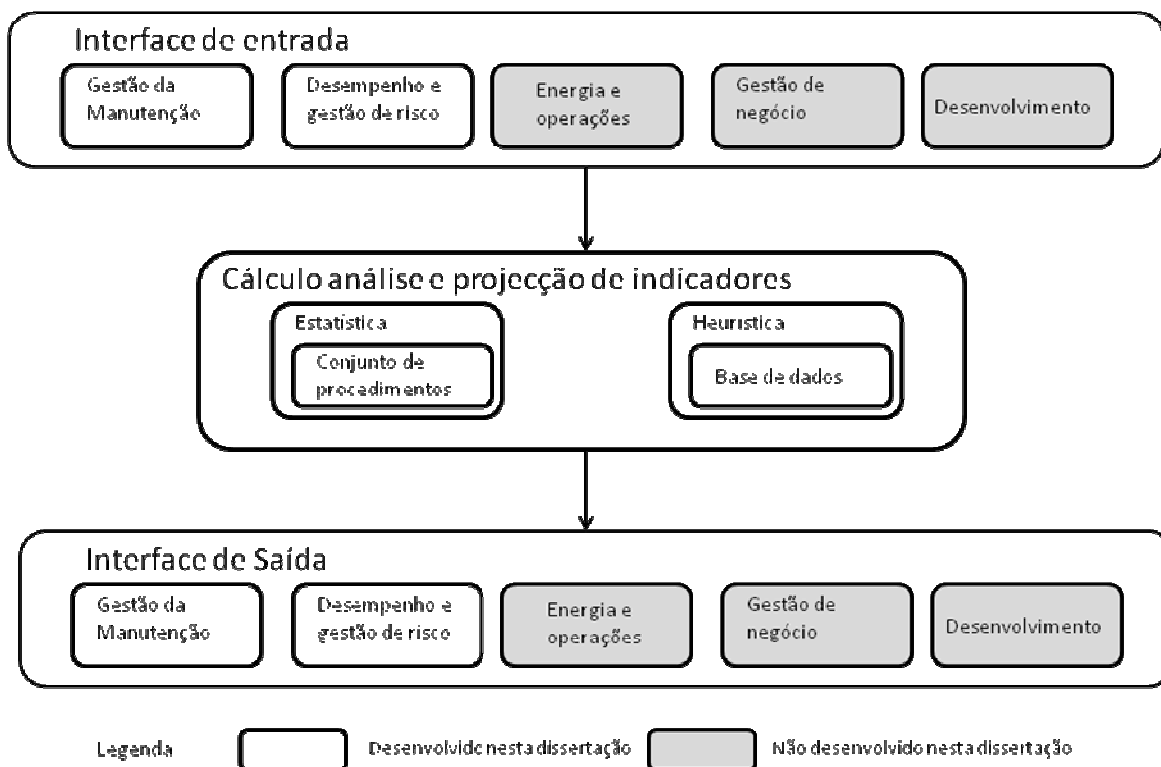 Interface de entrada
Gestão da
Manutenção
Desempenho e
gestão de risco
Energia e
operações
Gestão de
negócio
Desenvolvimento
Cálculo análise e projecção de indicadores
Estatística
Conjunto de
procedimentos
Heuristica
Base de dados
Interface de Saída
Gestão da
Manutenção
Desempenho e
gestão de risco
Energia e
operações
Gestão de
negócio
Desenvolvimento
Legenda
Desenvolvido nesta dissertação
Não desenvolvido nesta dissertação